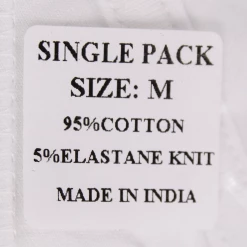 SINGLE PACK
SIZE: M
95%COTTON
5%ELASTANE KNIT
MADE IN INDIA